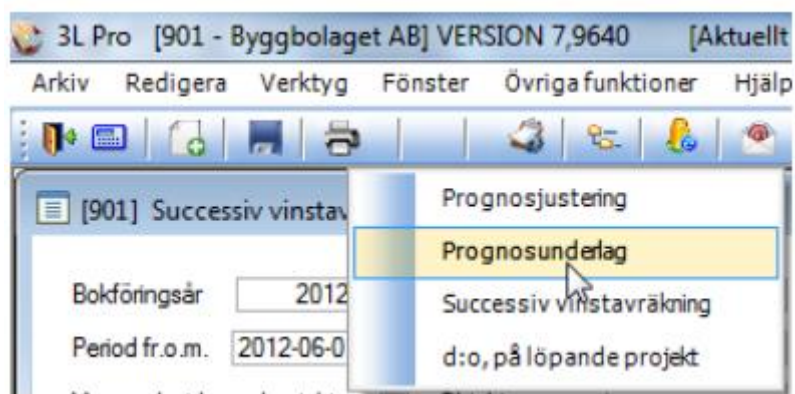 3L Pro [901 - Byggbolaget AB] VERSION 7,9640 [Aktuellt
Arkiv Redigera Verktyg Fönster Övriga funktioner Hjälp
[901] Successiv vinstav
Prognosjustering
Prognosunderlag
Successiv vinstavräkning
d:o, på löpande projekt
Bokföringsår 2012
Period fr.o.m. 2012-06-0